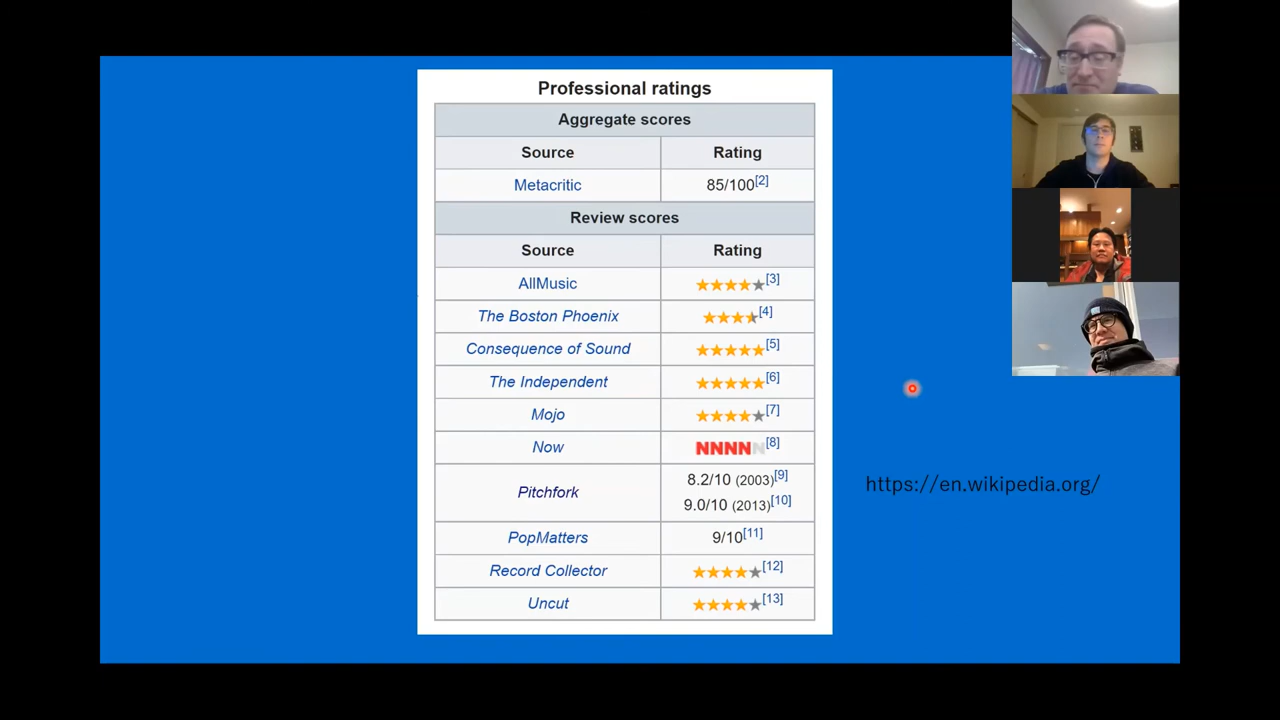 Professional ratings
Aggregate scores
Source Rating
Metacritic 85/100[2]
Review scores
Source Rating
AllMusic ★★★★★[3]
The Boston Phoenix ★★★★[4]
Consequence of Sound ★★★★★[5]
The Independent ★★★★★[6]
Mojo ★★★★★[7]
Now NNNNN[8]
Pitchfork 8.2/10 (2003)[9]
9.0/10 (2013)[10]
PopMatters 9/10[11]
Record Collector ★★★★★[12]
Uncut ★★★★★[13]
https://en.wikipedia.org/